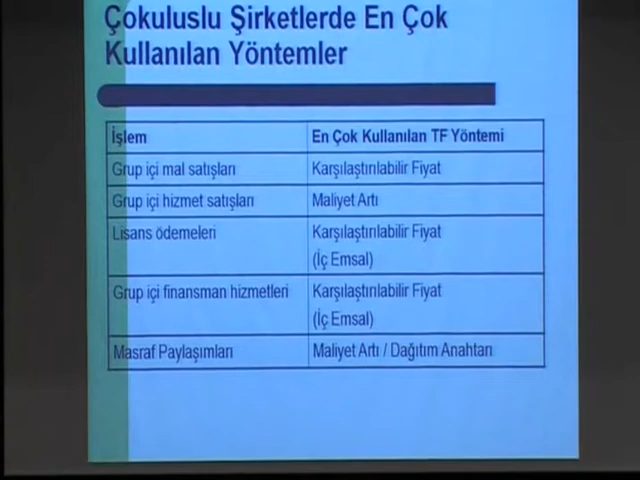 Çokuluslu Şirketlerde En Çok
Kullanılan Yöntemler
İşlem
En Çok Kullanılan TF Yöntemi
Grup içi mal satışları
Karşılaştırılabilir Fiyat
Grup içi hizmet satışları
Maliyet Artı
Lisans ödemeleri
Karşılaştırılabilir Fiyat
(İç Emsal)
Grup içi finansman hizmetleri
Karşılaştırılabilir Fiyat
(İç Emsal)
Masraf Paylaşımları
Maliyet Artı / Dağıtım Anahtarı